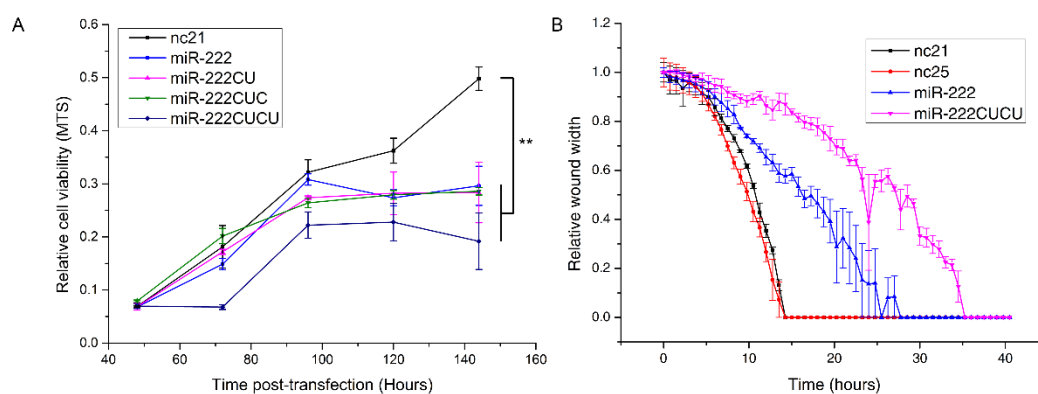 A
B
0.6
0.5
0.4
0.3
0.2
0.1
0.0
Relative cell viability (MTS)
nc21
miR-222
miR-222CU
miR-222CUC
miR-222CUCU
**
40
60
80
100
120
140
160
Time post-transfection (Hours)
1.2
1.0
0.8
0.6
0.4
0.2
0.0
Relative wound width
nc21
nc25
miR-222
miR-222CUCU
0
10
20
30
40
Time (hours)